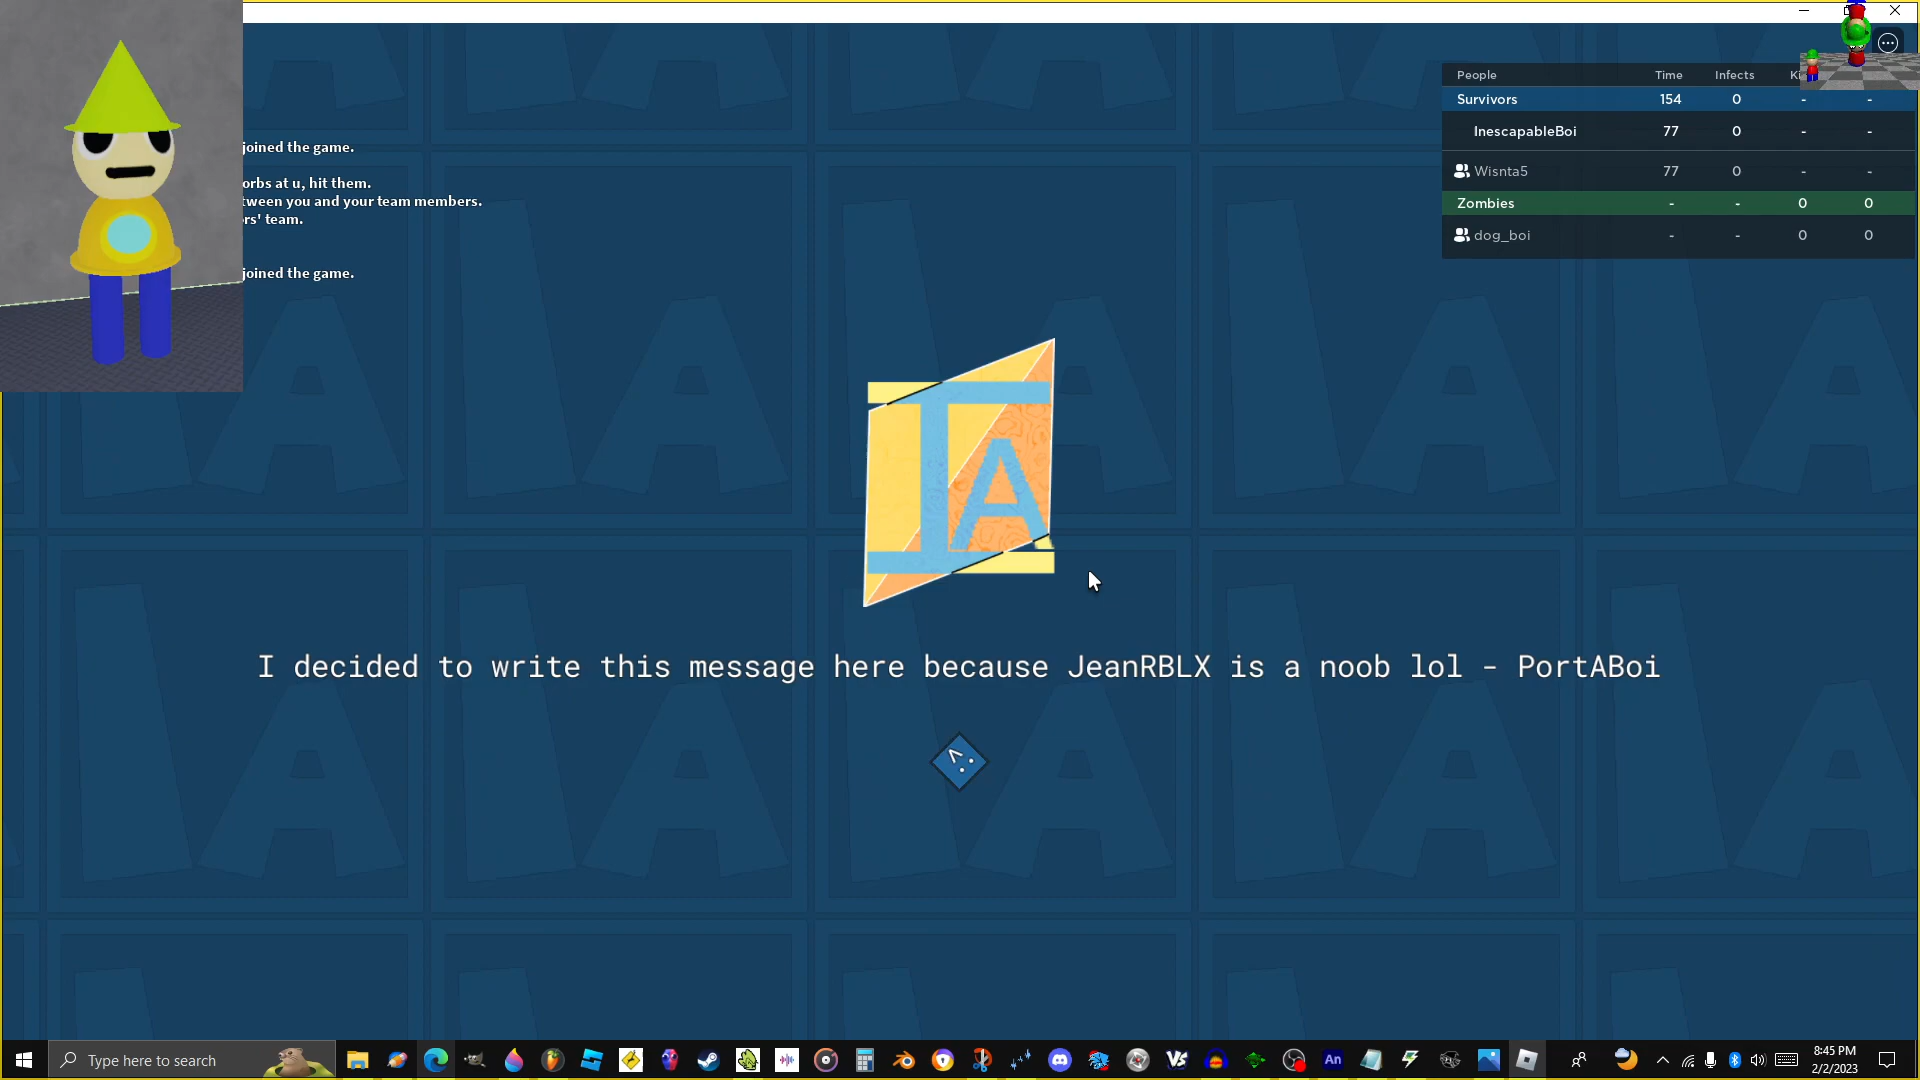 joined the game.
orbs at u, hit them.
tween you and your team members.
rs' team.
joined the game.
People Time Infects Ki
Survivors 154 0 - -
InescapableBoi 77 0 - -
Wisnta5 77 0 - -
Zombies - - 0 0
dog_boi - - 0 0
IA
I decided to write this message here because JeanRBLX is a noob lol - PortABoi
Type here to search
An
8:45 PM
2/2/2023